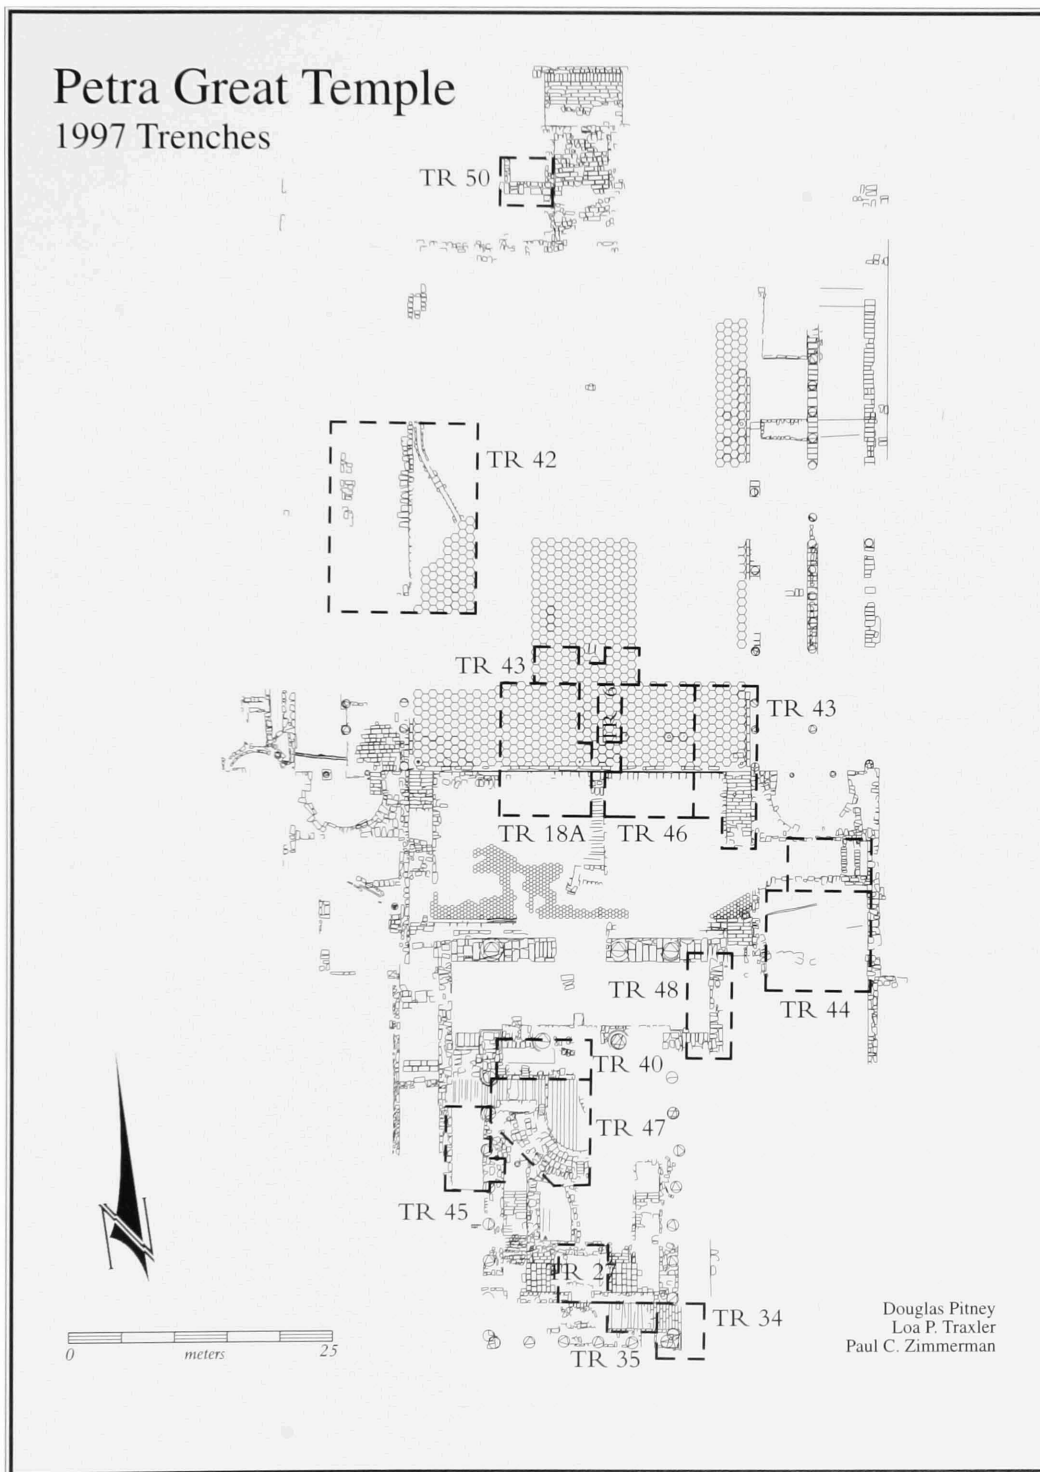 Petra Great Temple
1997 Trenches
TR 50
TR 42
TR 43
TR 6
TR 43
TR 18A
TR 46
TR 48
TR 44
TR 40
TR 47
TR 45
TR 27
TR 34
TR 35
N
0 meters 25
Douglas Pitney
Loa P. Traxler
Paul C. Zimmerman